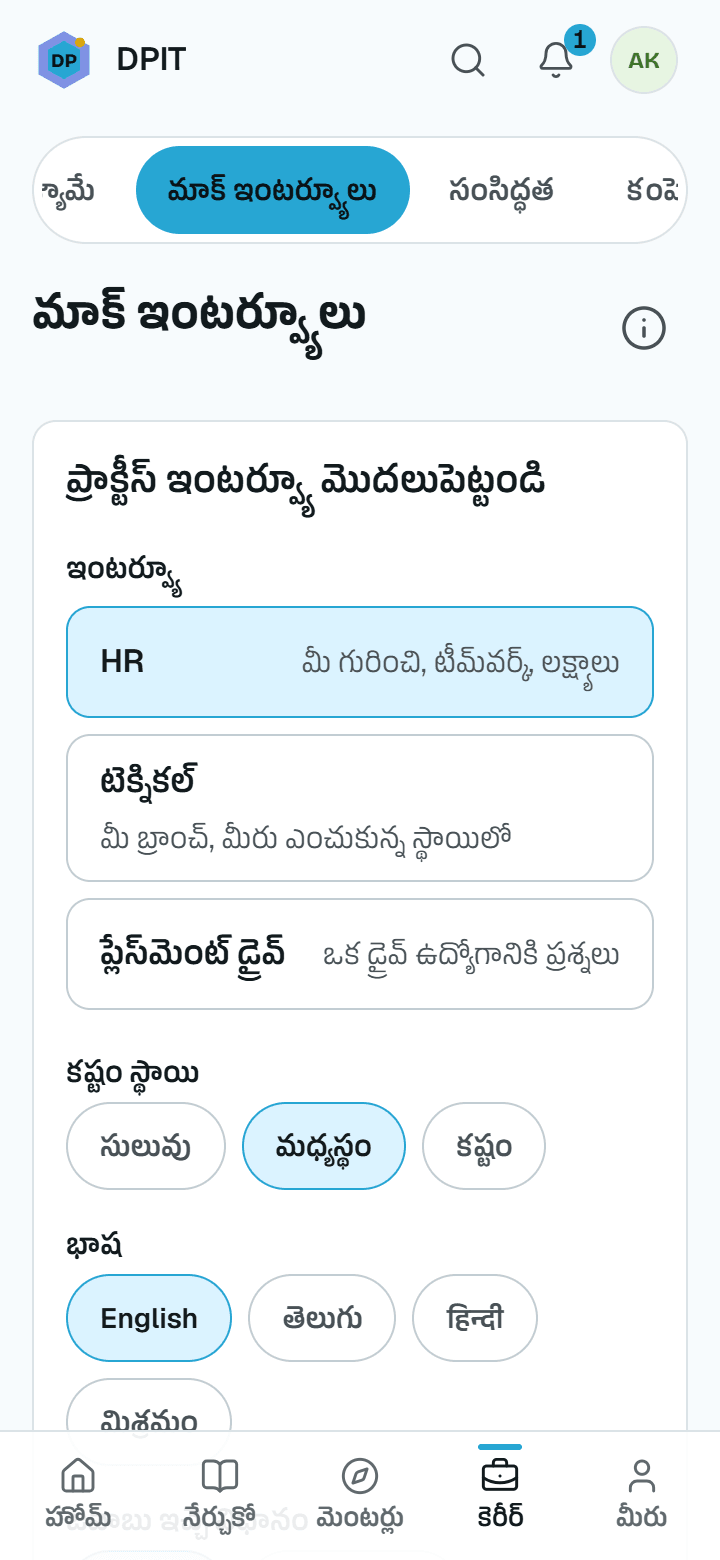 DP DPIT 1 AK
్యామే మాక్ ఇంటర్వ్యూలు సంసిద్ధత
మాక్ ఇంటర్వ్యూలు
ప్రాక్టీస్ ఇంటర్వ్యూ మొదలుపెట్టండి
ఇంటర్వ్యూ
HR మీ గురించి, టీమ్‌వర్క్, లక్ష్యాలు
టెక్నికల్
మీ బ్రాంచ్, మీరు ఎంచుకున్న స్థాయిలో
ప్లేస్‌మెంట్ డ్రైవ్ ఒక డ్రైవ్ ఉద్యోగానికి ప్రశ్నలు
కష్టం స్థాయి
సులువు మధ్యస్థం కష్టం
భాష
English తెలుగు हिन्दी
మిశ్రమం
హోమ్ నేర్చుకో మెంటర్లు కెరీర్ మీరు